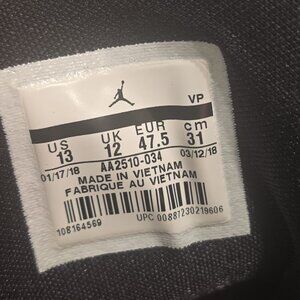 VP
US UK EUR cm
13 12 47.5 31
01/17/18 AA2510-034 03/12/18
MADE IN VIETNAM
FABRIQUE AU VIETNAM
108164569
UPC 00887230219606